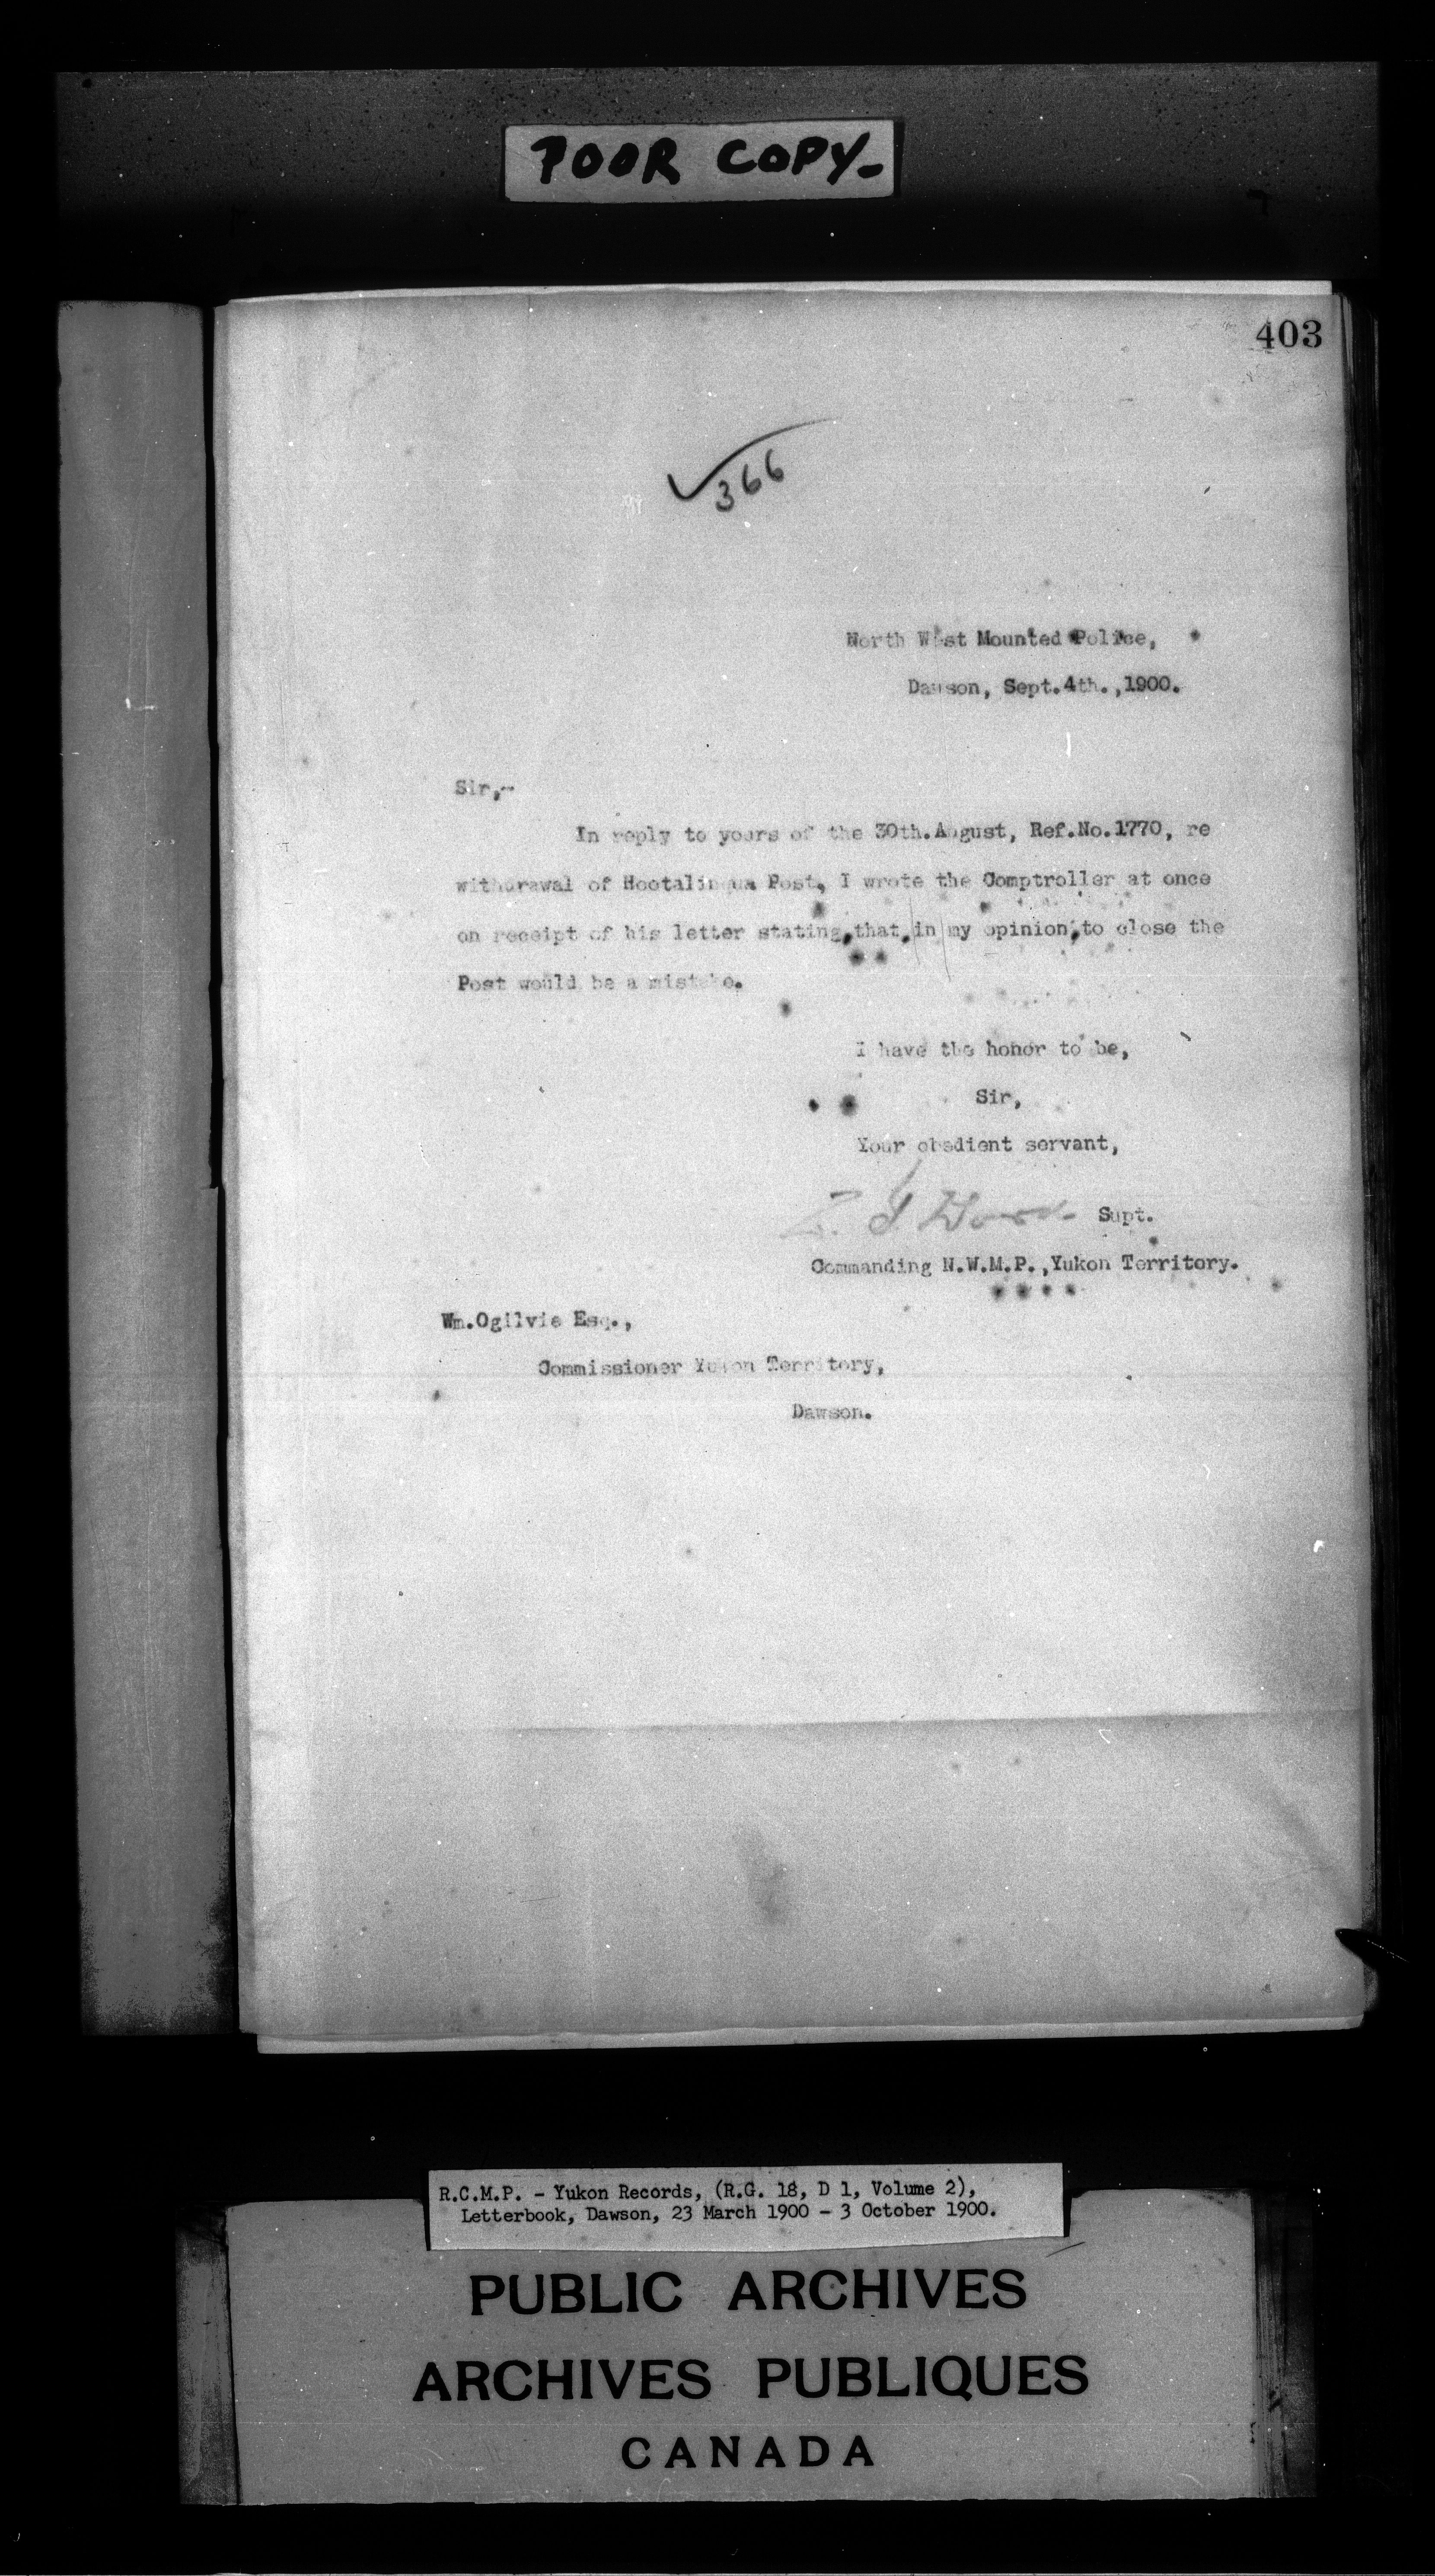 POOR COPY-
403
366
North West Mounted Police,
Dawson, Sept.4th.,1900.
Sir,-
In reply to yours of the 30th.August, Ref.No.1770, re
withdrawal of Hootalinqua Post, I wrote the Comptroller at once
on receipt of his letter stating,that,in my opinion,to close the
Post would be a mistake.
I have the honor to be,
Sir,
Your obedient servant,
Z. T. Wood Supt.
Commanding N.W.M.P.,Yukon Territory.
Wm.Ogilvie Esq.,
Commissioner Yukon Territory,
Dawson.
R.C.M.P. - Yukon Records, (R.G. 18, D 1, Volume 2),
Letterbook, Dawson, 23 March 1900 - 3 October 1900.
PUBLIC ARCHIVES
ARCHIVES PUBLIQUES
CANADA